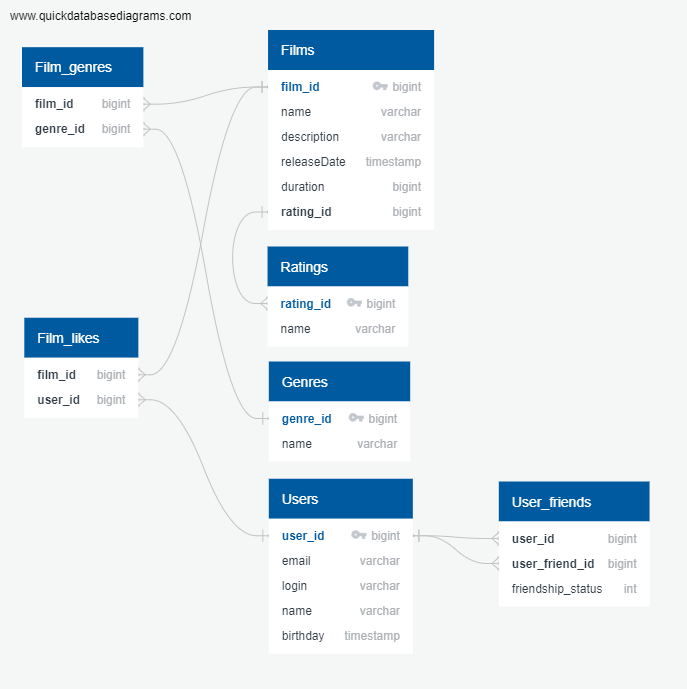 www.quickdatabasediagrams.com
Film_genres
film_id bigint
genre_id bigint
Films
film_id bigint
name varchar
description varchar
releaseDate timestamp
duration bigint
rating_id bigint
Ratings
rating_id bigint
name varchar
Film_likes
film_id bigint
user_id bigint
Genres
genre_id bigint
name varchar
Users
user_id bigint
email varchar
login varchar
name varchar
birthday timestamp
User_friends
user_id bigint
user_friend_id bigint
friendship_status int